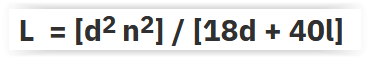 L = [d² n²] / [18d + 40l]